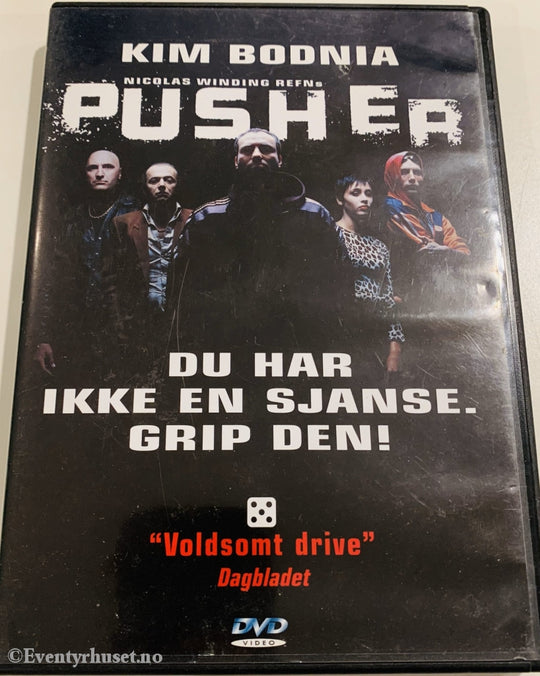 KIM BODNIA
NICOLAS WINDING REFNs
PUSHER
DU HAR
IKKE EN SJANSE.
GRIP DEN!
"Voldsomt drive"
Dagbladet
DVD
VIDEO
©Eventyrhuset.no